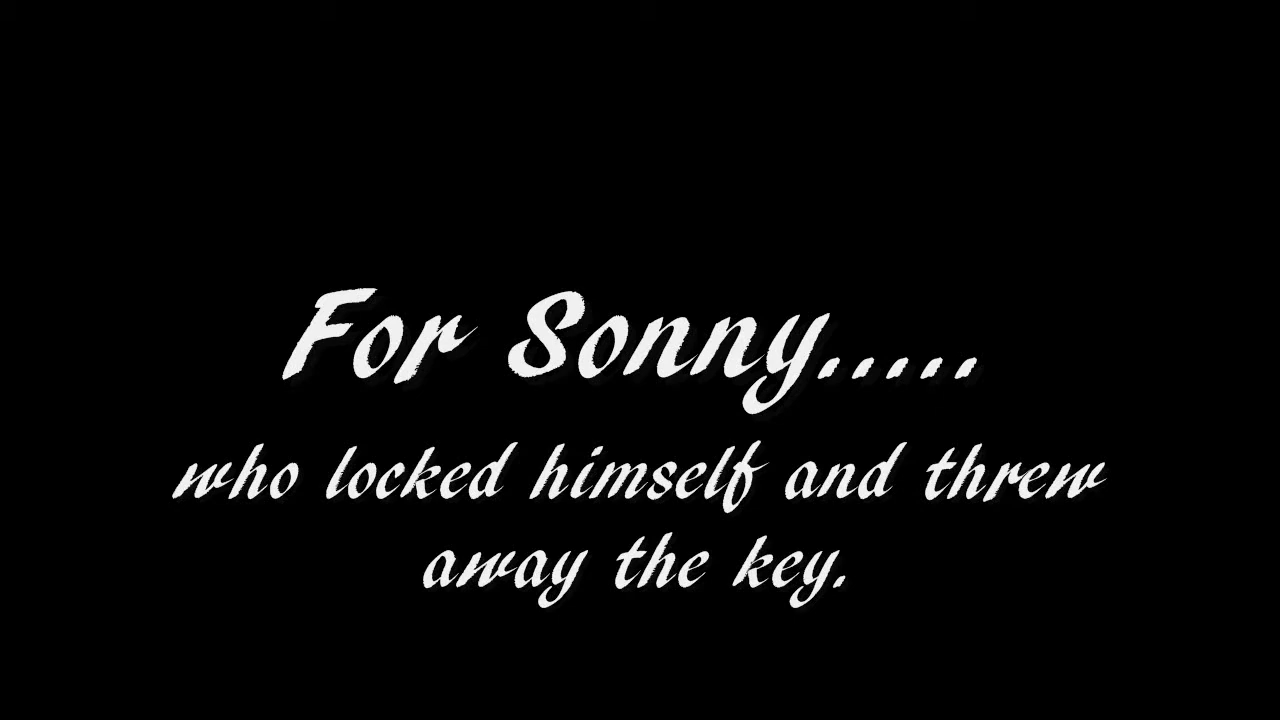 For Sonny.....
who locked himself and threw
away the key.